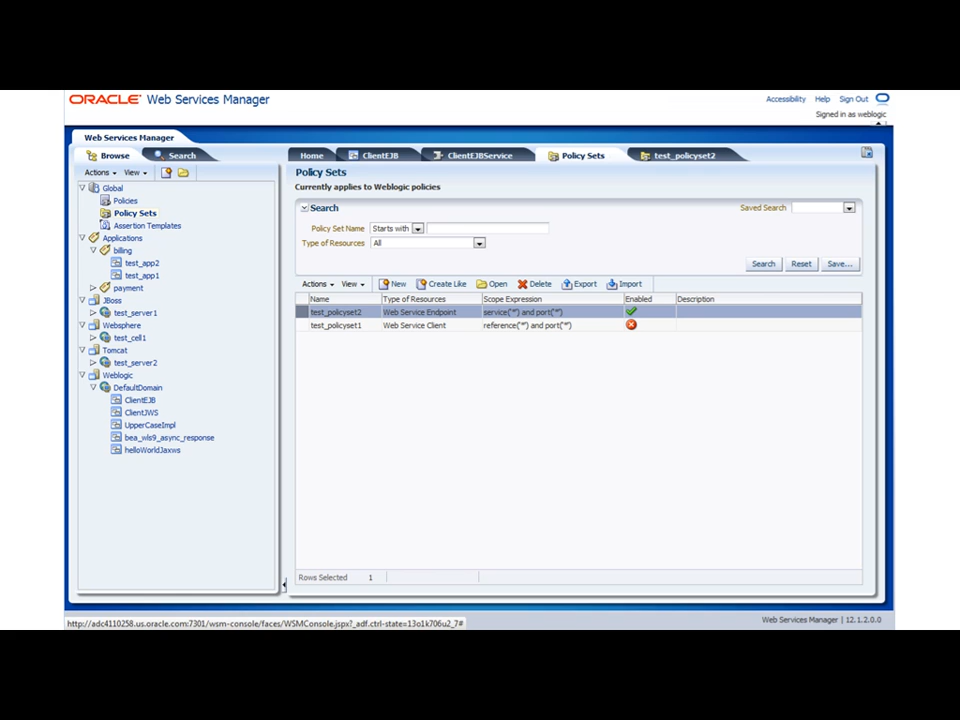 ORACLE Web Services Manager
Accessibility Help Sign Out
Signed in as weblogic
Web Services Manager
Browse Search
Home ClientEJB ClientEJBService Policy Sets test_policyset2
Actions View
Global
Policies
Policy Sets
Assertion Templates
Applications
billing
test_app2
test_app1
payment
JBoss
test_server1
Websphere
test_cell1
Tomcat
test_server2
Weblogic
DefaultDomain
ClientEJB
ClientJWS
UpperCaseImpl
bea_wls9_async_response
helloWorldJaxws
Policy Sets
Currently applies to Weblogic policies
Search Saved Search
Policy Set Name Starts with
Type of Resources All
Search Reset Save...
Actions View New Create Like Open Delete Export Import
Name Type of Resources Scope Expression Enabled Description
test_policyset2 Web Service Endpoint service("*") and port("*")
test_policyset1 Web Service Client reference("*") and port("*")
Rows Selected 1
http://adc4110258.us.oracle.com:7301/wsm-console/faces/WSMConsole.jspx?_adf.ctrl-state=13o1k706u2_7#
Web Services Manager | 12.1.2.0.0